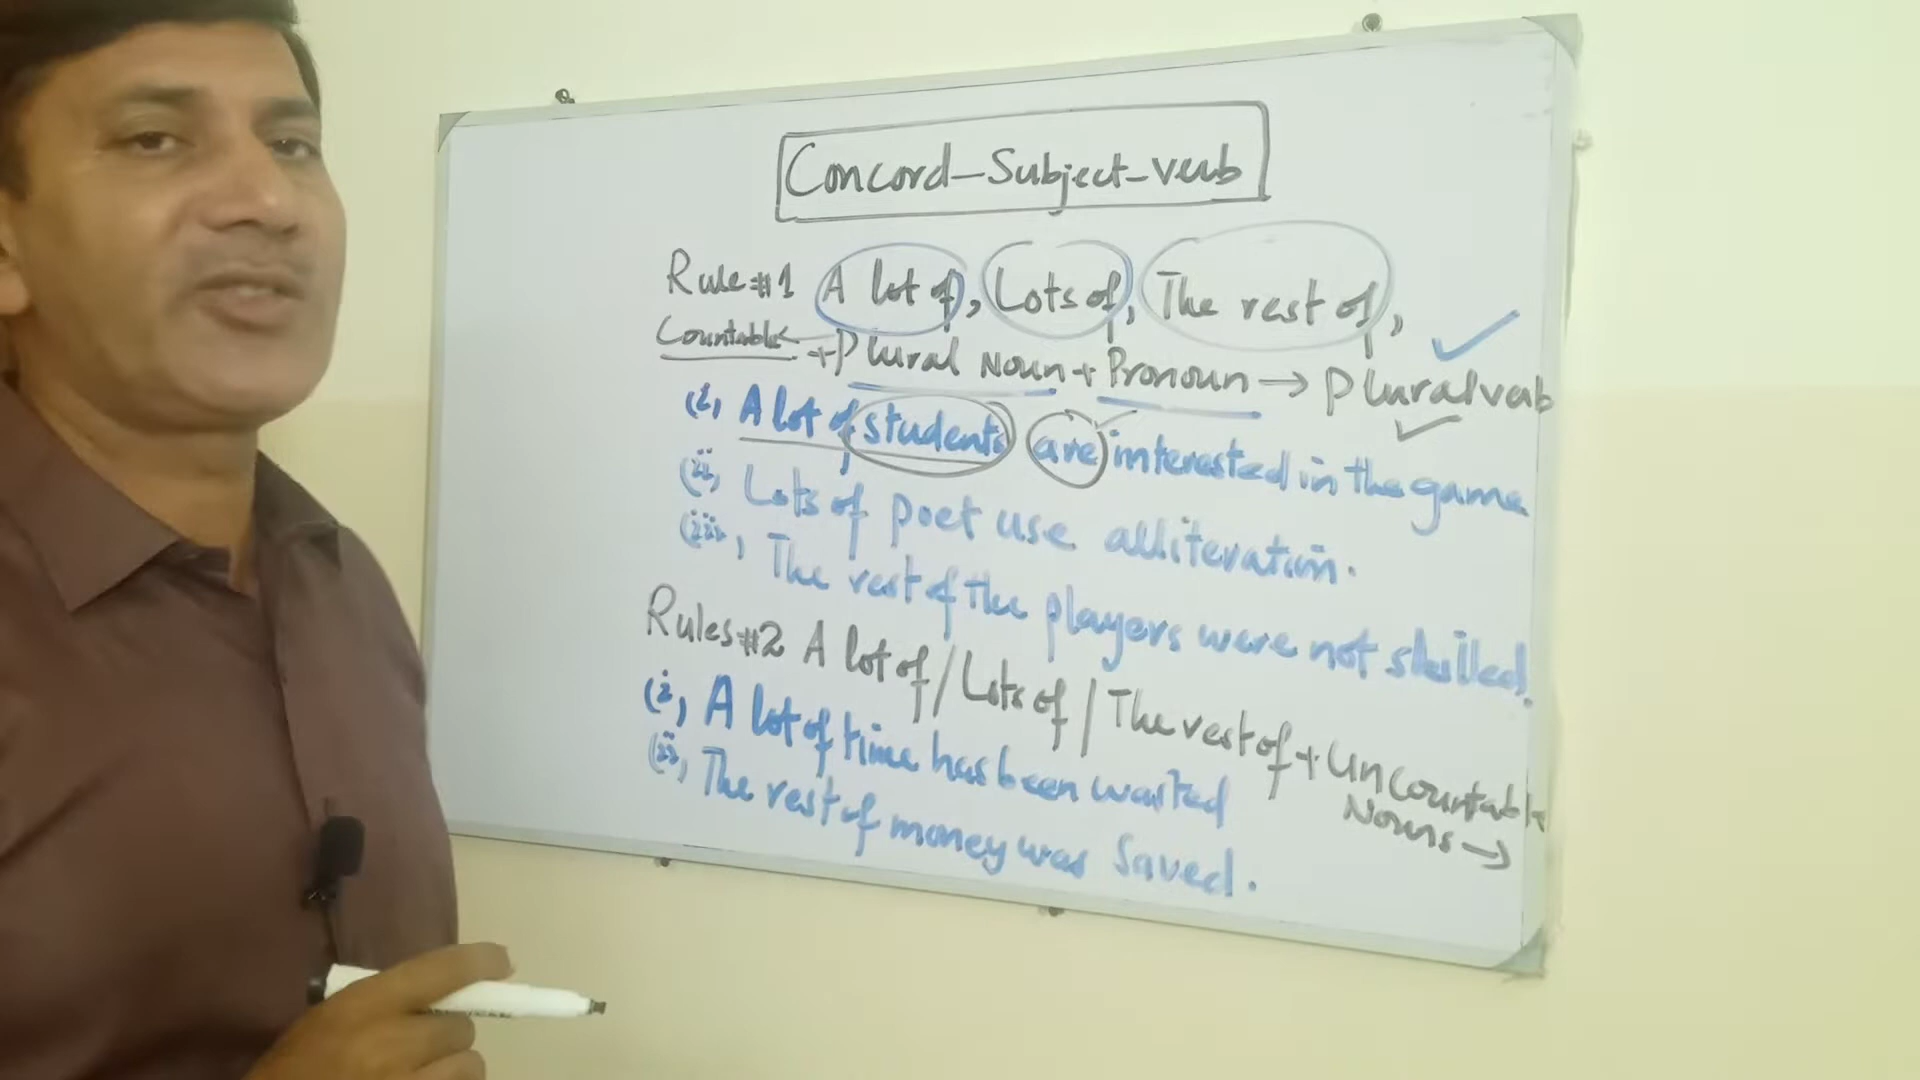 Concord-Subject-verb
Rule#1 A lot of, Lots of, The rest of,
Countable +Plural Noun+Pronoun→Plural verb
(i) A lot of students are interested in the game
(ii) Lots of poet use alliteration.
(iii) The rest of the players were not skilled.
Rules#2 A lot of/Lots of/The rest of+Uncountable
Nouns→
(i) A lot of time has been wasted
(ii) The rest of money was Saved.